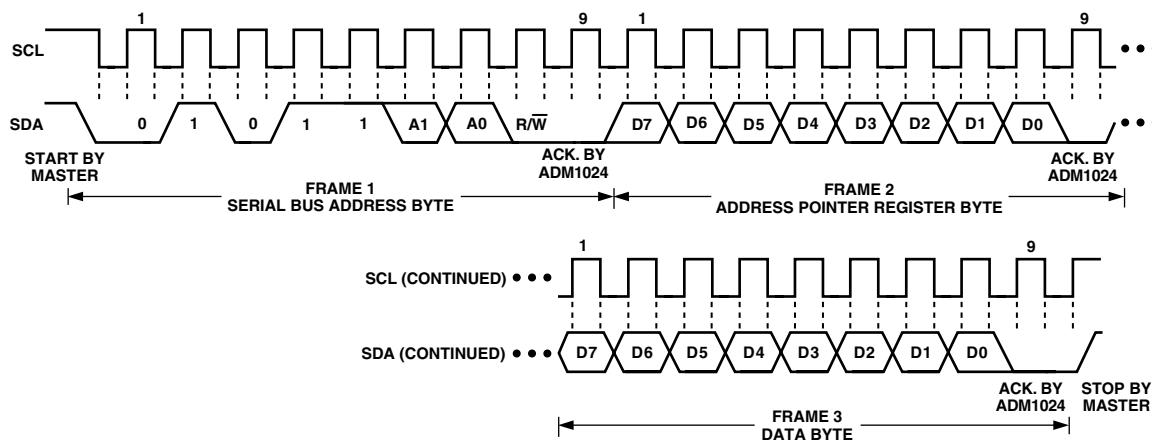 1 9 1 9
SCL
SDA 0 1 0 1 1 A1 A0 R/W̅ D7 D6 D5 D4 D3 D2 D1 D0
START BY
MASTER
ACK. BY
ADM1024
ACK. BY
ADM1024
FRAME 1
SERIAL BUS ADDRESS BYTE
FRAME 2
ADDRESS POINTER REGISTER BYTE
1 9
SCL (CONTINUED)
SDA (CONTINUED) D7 D6 D5 D4 D3 D2 D1 D0
ACK. BY
ADM1024
STOP BY
MASTER
FRAME 3
DATA BYTE